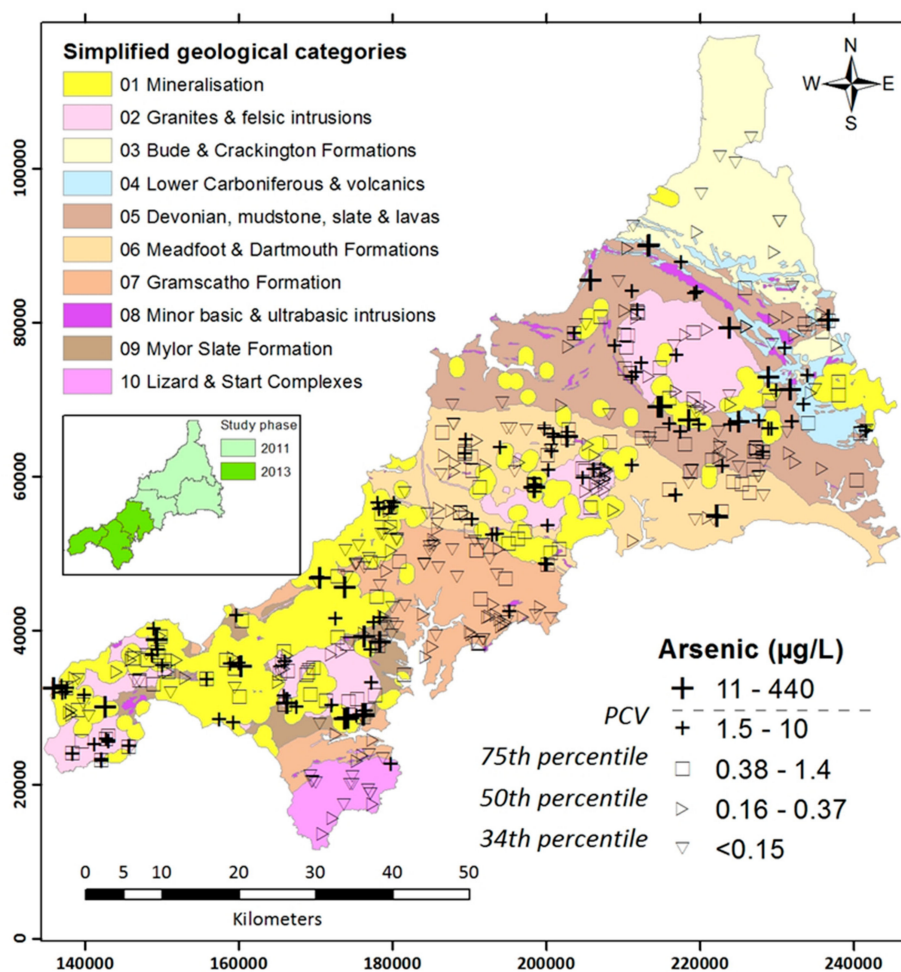 Simplified geological categories
01 Mineralisation
02 Granites & felsic intrusions
03 Bude & Crackington Formations
04 Lower Carboniferous & volcanics
05 Devonian, mudstone, slate & lavas
06 Meadfoot & Dartmouth Formations
07 Gramscatho Formation
08 Minor basic & ultrabasic intrusions
09 Mylor Slate Formation
10 Lizard & Start Complexes
N
W E
S
Study phase
2011
2013
Arsenic (µg/L)
11 - 440
PCV
1.5 - 10
75th percentile
0.38 - 1.4
50th percentile
0.16 - 0.37
34th percentile
<0.15
0 5 10 20 30 40 50
Kilometers
100000
80000
60000
40000
20000
0
140000 160000 180000 200000 220000 240000